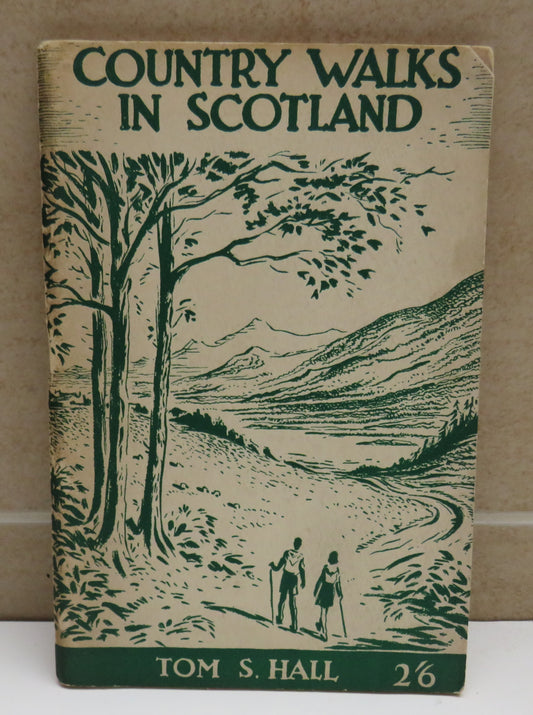 COUNTRY WALKS
IN SCOTLAND
TOM S. HALL 2/6